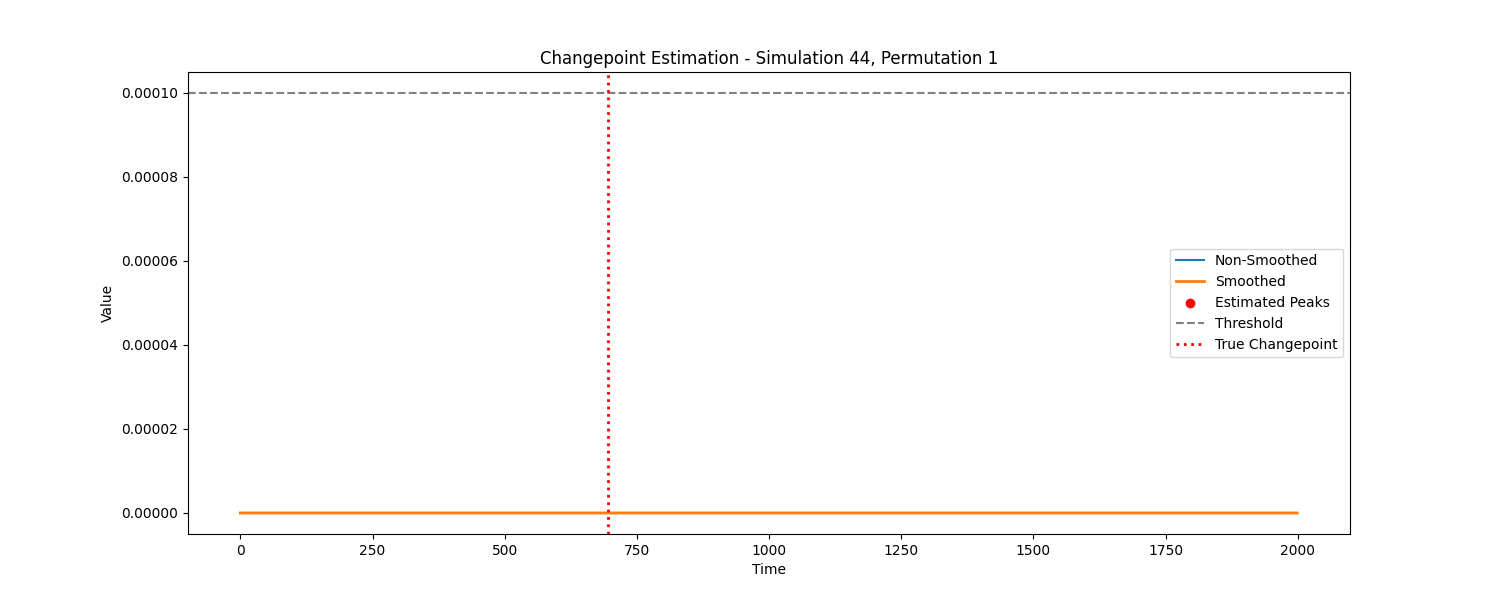 Changepoint Estimation - Simulation 44, Permutation 1
0.00010
0.00008
0.00006
0.00004
0.00002
0.00000
Value
Non-Smoothed
Smoothed
Estimated Peaks
Threshold
True Changepoint
0 250 500 750 1000 1250 1500 1750 2000
Time